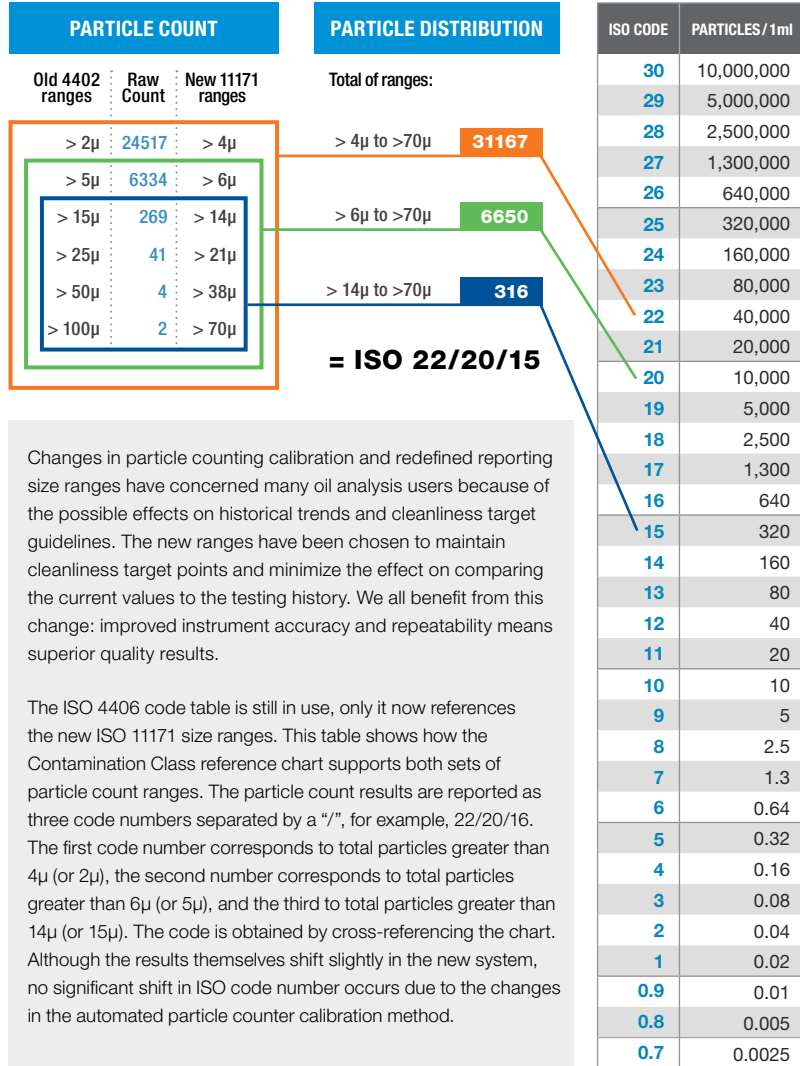 PARTICLE COUNT
Old 4402 ranges Raw Count New 11171 ranges
> 2µ 24517 > 4µ
> 5µ 6334 > 6µ
> 15µ 269 > 14µ
> 25µ 41 > 21µ
> 50µ 4 > 38µ
> 100µ 2 > 70µ
PARTICLE DISTRIBUTION
Total of ranges:
> 4µ to >70µ 31167
> 6µ to >70µ 6650
> 14µ to >70µ 316
= ISO 22/20/15
Changes in particle counting calibration and redefined reporting
size ranges have concerned many oil analysis users because of
the possible effects on historical trends and cleanliness target
guidelines. The new ranges have been chosen to maintain
cleanliness target points and minimize the effect on comparing
the current values to the testing history. We all benefit from this
change: improved instrument accuracy and repeatability means
superior quality results.
The ISO 4406 code table is still in use, only it now references
the new ISO 11171 size ranges. This table shows how the
Contamination Class reference chart supports both sets of
particle count ranges. The particle count results are reported as
three code numbers separated by a “/”, for example, 22/20/16.
The first code number corresponds to total particles greater than
4µ (or 2µ), the second number corresponds to total particles
greater than 6µ (or 5µ), and the third to total particles greater than
14µ (or 15µ). The code is obtained by cross-referencing the chart.
Although the results themselves shift slightly in the new system,
no significant shift in ISO code number occurs due to the changes
in the automated particle counter calibration method.
ISO CODE PARTICLES / 1ml
30 10,000,000
29 5,000,000
28 2,500,000
27 1,300,000
26 640,000
25 320,000
24 160,000
23 80,000
22 40,000
21 20,000
20 10,000
19 5,000
18 2,500
17 1,300
16 640
15 320
14 160
13 80
12 40
11 20
10 10
9 5
8 2.5
7 1.3
6 0.64
5 0.32
4 0.16
3 0.08
2 0.04
1 0.02
0.9 0.01
0.8 0.005
0.7 0.0025